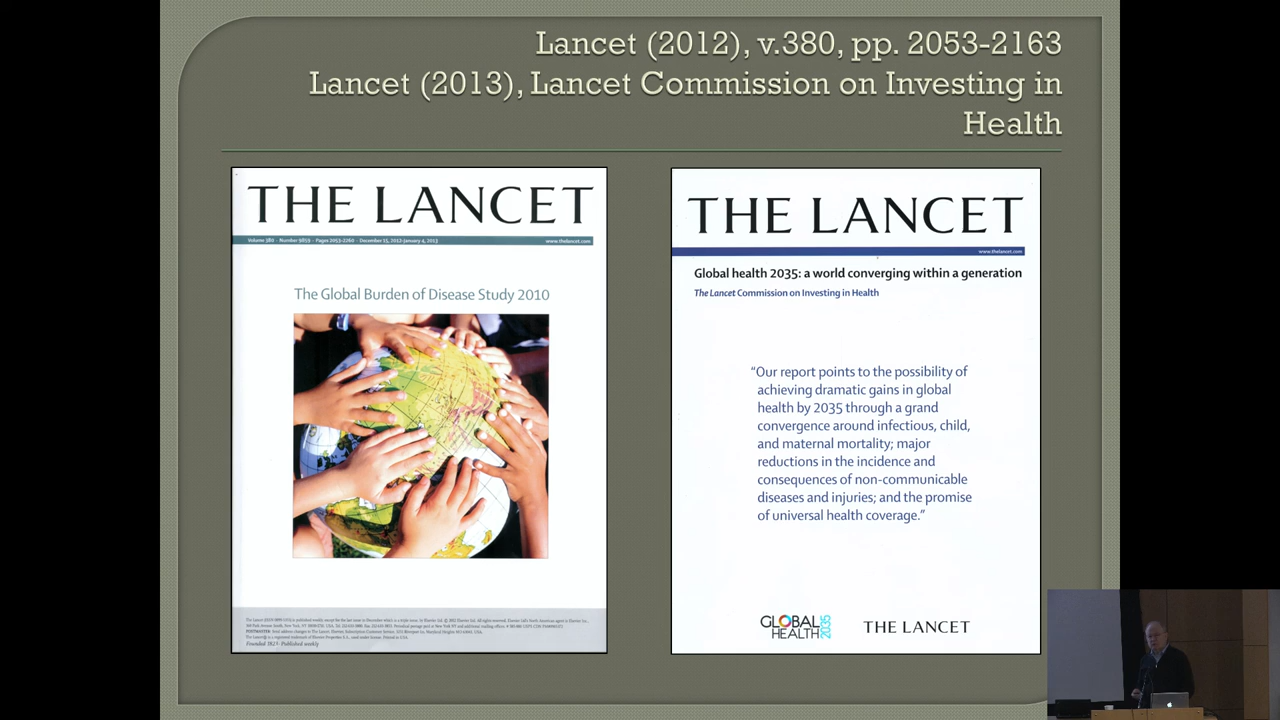 Lancet (2012), v.380, pp. 2053-2163
Lancet (2013), Lancet Commission on Investing in
Health
THE LANCET
Volume 380 · Number 9859 · Pages 2053-2260 · December 15, 2012-January 4, 2013
www.thelancet.com
The Global Burden of Disease Study 2010
Founded 1823 · Published weekly
THE LANCET
www.thelancet.com
Global health 2035: a world converging within a generation
The Lancet Commission on Investing in Health
“Our report points to the possibility of
achieving dramatic gains in global
health by 2035 through a grand
convergence around infectious, child,
and maternal mortality; major
reductions in the incidence and
consequences of non-communicable
diseases and injuries; and the promise
of universal health coverage.”
GLOBAL
HEALTH 2035
THE LANCET